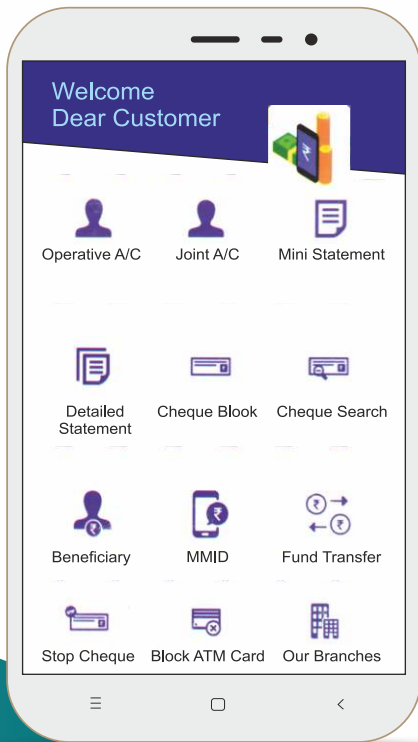 Welcome
Dear Customer
Operative A/C Joint A/C Mini Statement
Detailed
Statement
Cheque Blook Cheque Search
Beneficiary MMID Fund Transfer
Stop Cheque Block ATM Card Our Branches